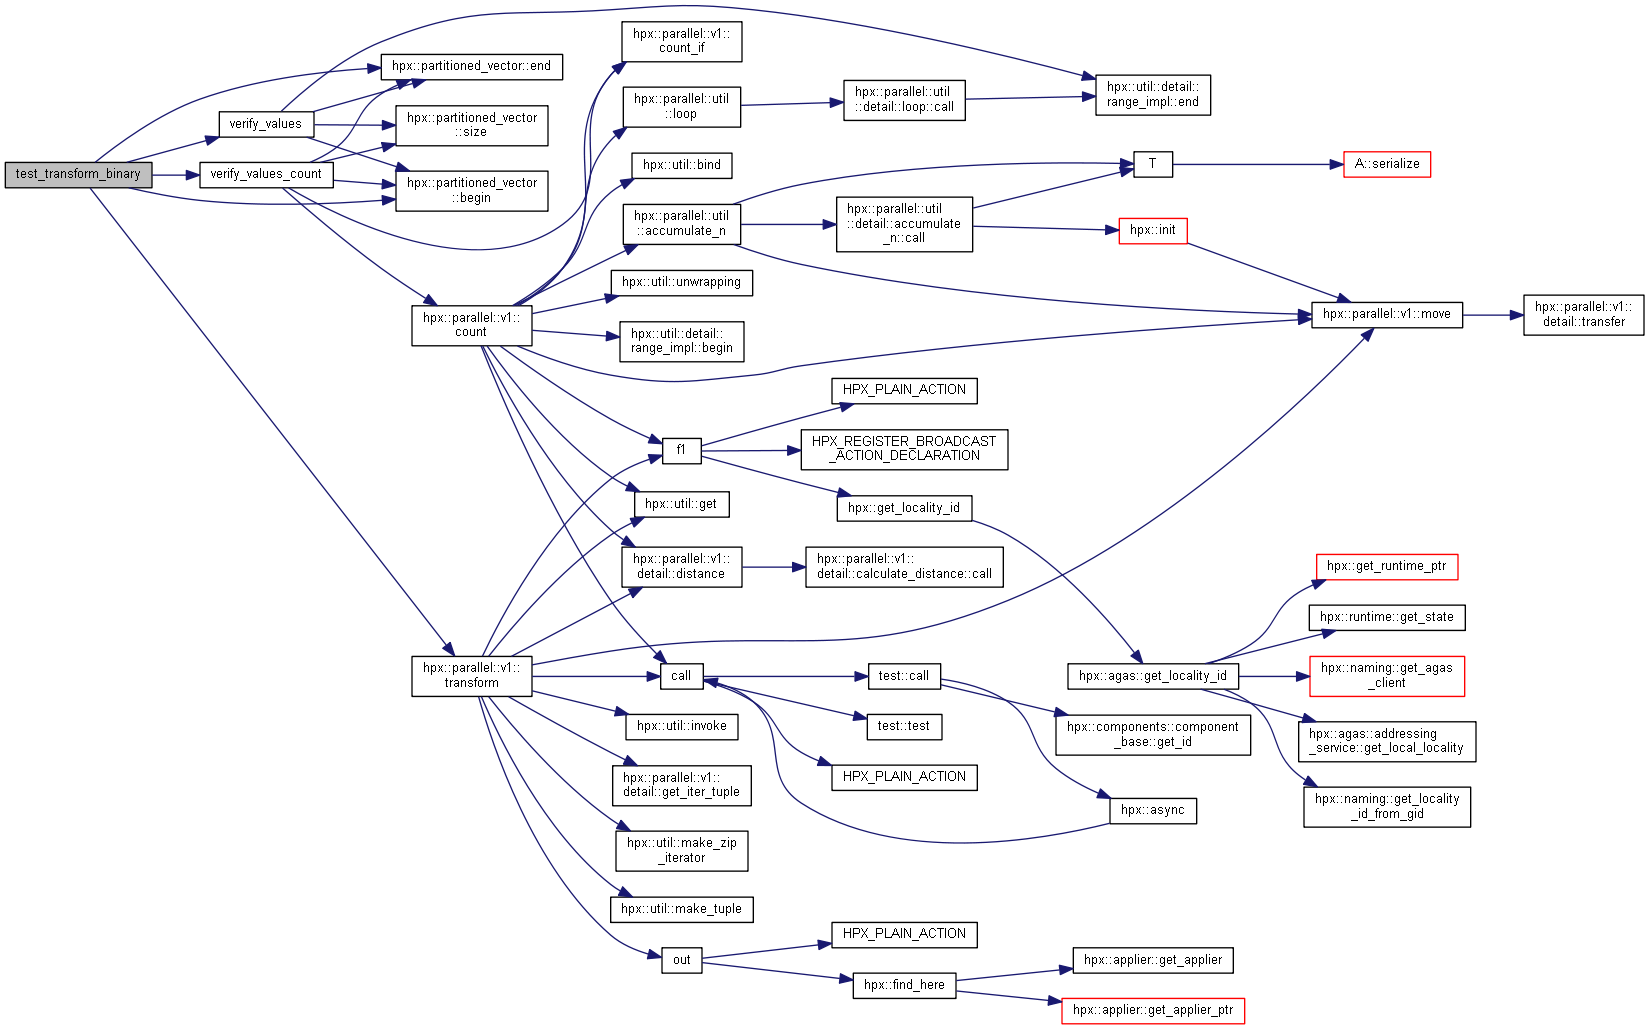 test_transform_binary
verify_values
verify_values_count
hpx::partitioned_vector::end
hpx::partitioned_vector
::size
hpx::partitioned_vector
::begin
hpx::parallel::v1::
count
hpx::parallel::v1::
transform
hpx::parallel::v1::
count_if
hpx::parallel::util
::loop
hpx::util::bind
hpx::parallel::util
::accumulate_n
hpx::util::unwrapping
hpx::util::detail::
range_impl::begin
f1
hpx::util::get
hpx::parallel::v1::
detail::distance
call
hpx::util::invoke
hpx::parallel::v1::
detail::get_iter_tuple
hpx::util::make_zip
_iterator
hpx::util::make_tuple
out
hpx::parallel::util
::detail::loop::call
hpx::parallel::util
::detail::accumulate
_n::call
HPX_PLAIN_ACTION
HPX_REGISTER_BROADCAST
_ACTION_DECLARATION
hpx::get_locality_id
hpx::parallel::v1::
detail::calculate_distance::call
test::call
test::test
HPX_PLAIN_ACTION
HPX_PLAIN_ACTION
hpx::find_here
hpx::util::detail::
range_impl::end
T
hpx::init
hpx::agas::get_locality_id
hpx::components::component
_base::get_id
hpx::async
hpx::applier::get_applier
hpx::applier::get_applier_ptr
A::serialize
hpx::parallel::v1::move
hpx::get_runtime_ptr
hpx::runtime::get_state
hpx::naming::get_agas
_client
hpx::agas::addressing
_service::get_local_locality
hpx::naming::get_locality
_id_from_gid
hpx::parallel::v1::
detail::transfer